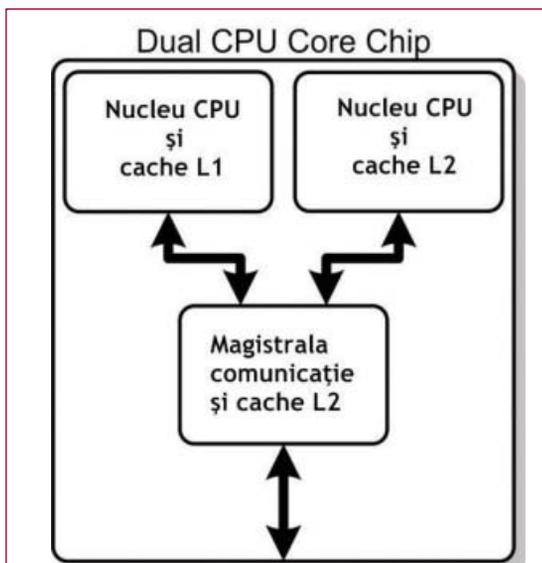 Dual CPU Core Chip
Nucleu CPU
și
cache L1
Nucleu CPU
și
cache L2
Magistrala
comunicație
și cache L2